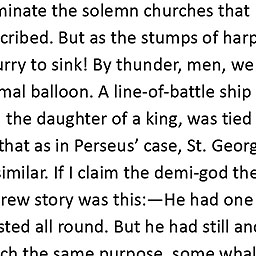 minate the solemn churches that
cribed. But as the stumps of harp
urry to sink! By thunder, men, we
mal balloon. A line-of-battle ship
the daughter of a king, was tied
that as in Perseus’ case, St. Georg
similar. If I claim the demi-god the
rew story was this:—He had one
sted all round. But he had still and
ch the same purpose, some whal